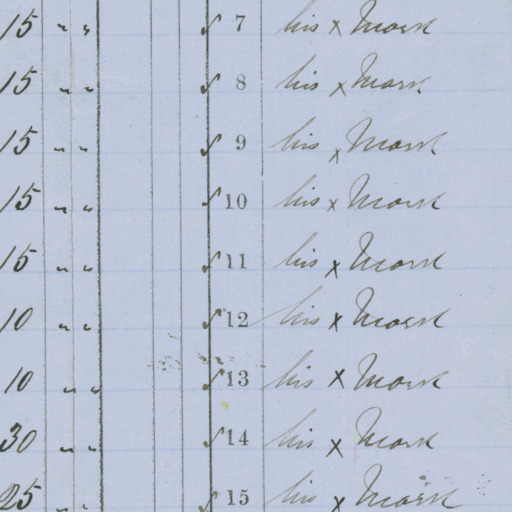 15 " " 7 his x Mark
15 " " 8 his x Mark
15 " " 9 his x Mark
15 " " 10 his x Mark
15 " " 11 his x Mark
10 " " 12 his x Mark
10 " " 13 his x Mark
30 " " 14 his x Mark
25 " " 15 his x Mark